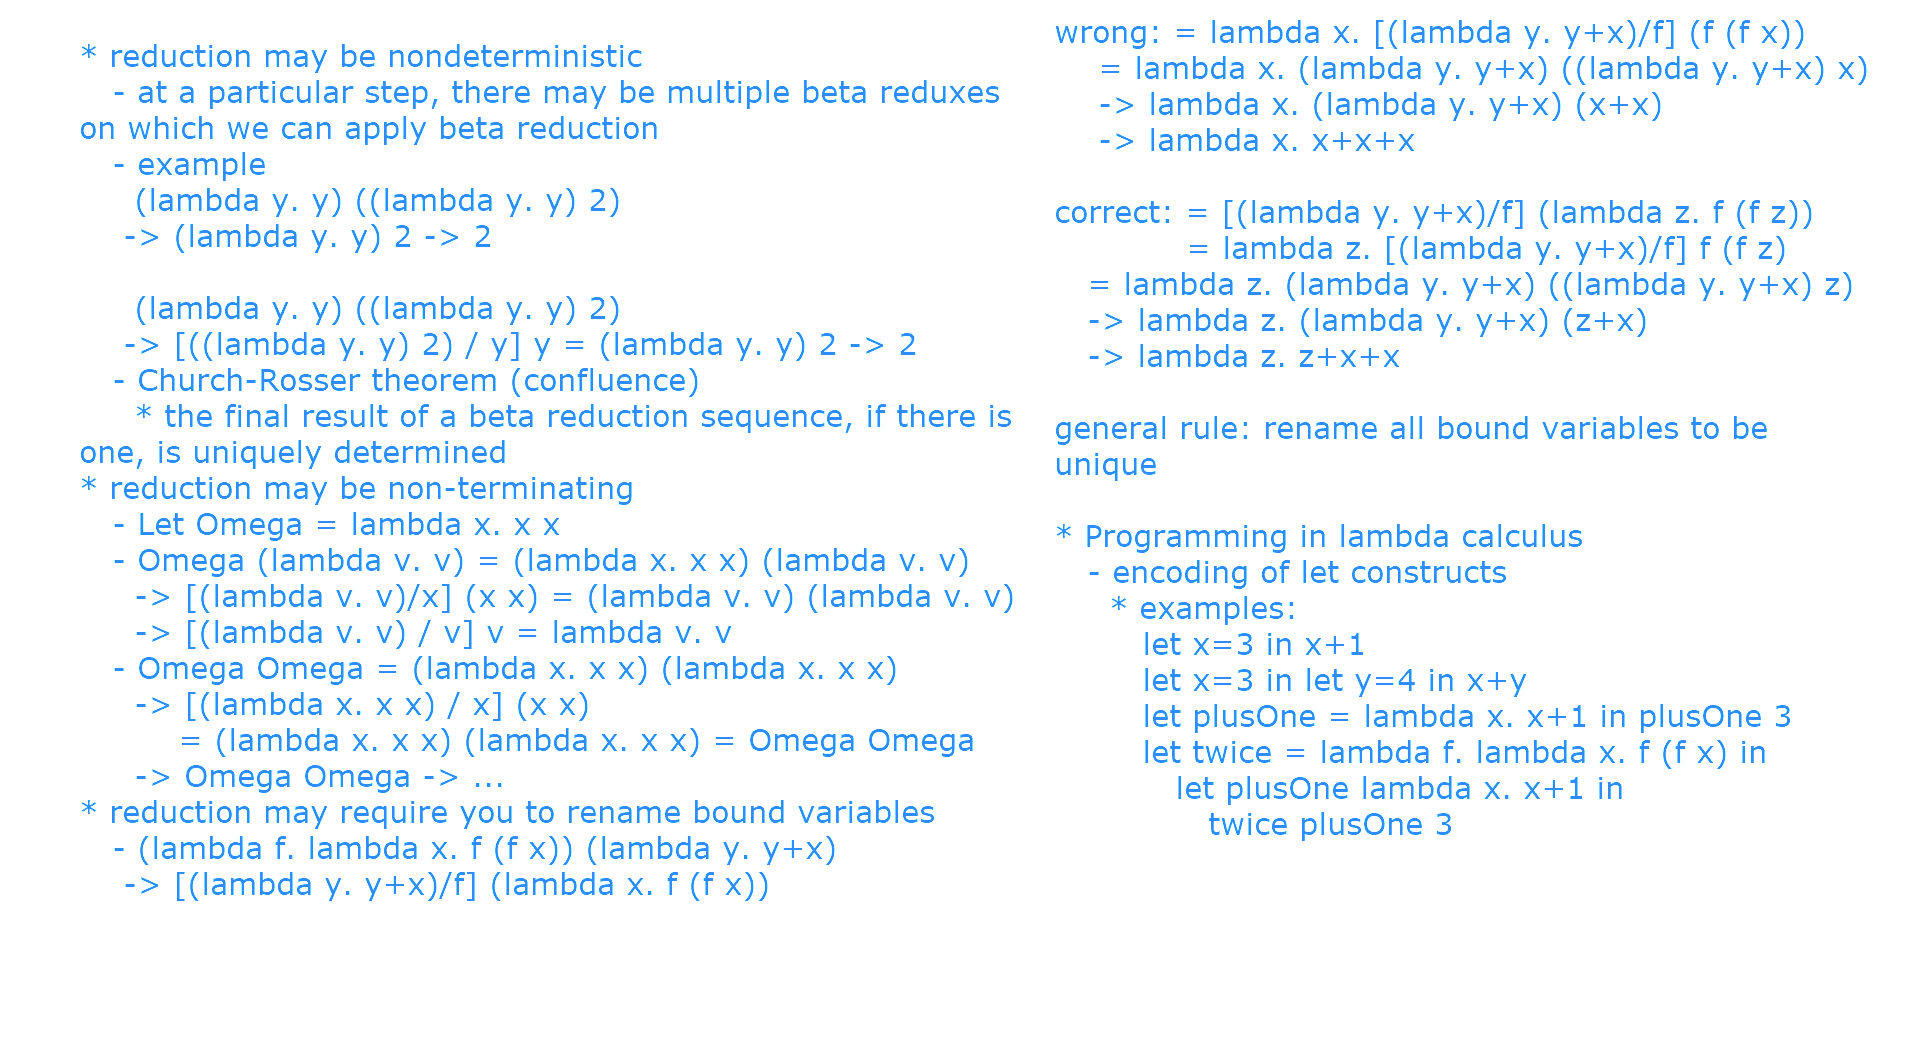 * reduction may be nondeterministic
- at a particular step, there may be multiple beta reduxes
on which we can apply beta reduction
- example
(lambda y. y) ((lambda y. y) 2)
-> (lambda y. y) 2 -> 2
(lambda y. y) ((lambda y. y) 2)
-> [((lambda y. y) 2) / y] y = (lambda y. y) 2 -> 2
- Church-Rosser theorem (confluence)
* the final result of a beta reduction sequence, if there is
one, is uniquely determined
* reduction may be non-terminating
- Let Omega = lambda x. x x
- Omega (lambda v. v) = (lambda x. x x) (lambda v. v)
-> [(lambda v. v)/x] (x x) = (lambda v. v) (lambda v. v)
-> [(lambda v. v) / v] v = lambda v. v
- Omega Omega = (lambda x. x x) (lambda x. x x)
-> [(lambda x. x x) / x] (x x)
= (lambda x. x x) (lambda x. x x) = Omega Omega
-> Omega Omega -> ...
* reduction may require you to rename bound variables
- (lambda f. lambda x. f (f x)) (lambda y. y+x)
-> [(lambda y. y+x)/f] (lambda x. f (f x))
wrong: = lambda x. [(lambda y. y+x)/f] (f (f x))
= lambda x. (lambda y. y+x) ((lambda y. y+x) x)
-> lambda x. (lambda y. y+x) (x+x)
-> lambda x. x+x+x
correct: = [(lambda y. y+x)/f] (lambda z. f (f z))
= lambda z. [(lambda y. y+x)/f] f (f z)
= lambda z. (lambda y. y+x) ((lambda y. y+x) z)
-> lambda z. (lambda y. y+x) (z+x)
-> lambda z. z+x+x
general rule: rename all bound variables to be
unique
* Programming in lambda calculus
- encoding of let constructs
* examples:
let x=3 in x+1
let x=3 in let y=4 in x+y
let plusOne = lambda x. x+1 in plusOne 3
let twice = lambda f. lambda x. f (f x) in
let plusOne lambda x. x+1 in
twice plusOne 3